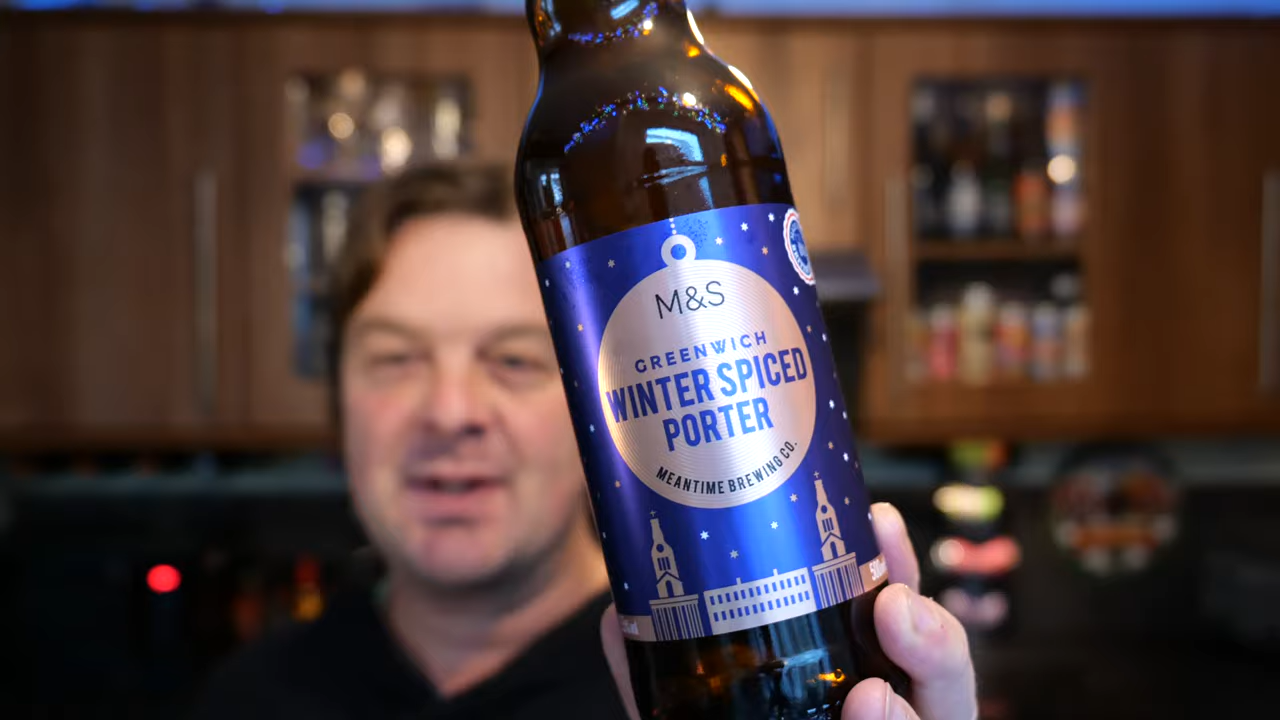 M&S
GREENWICH
WINTER SPICED
PORTER
MEANTIME BREWING CO.